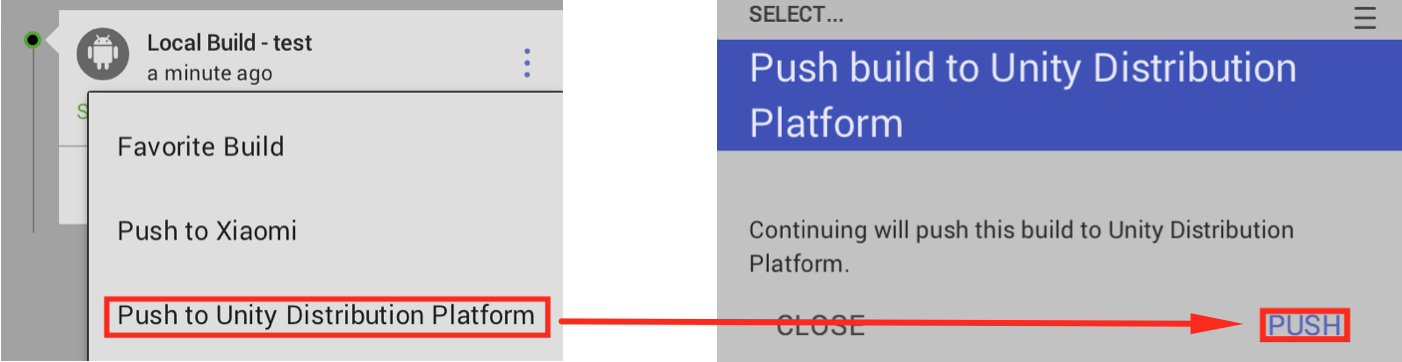 Local Build - test
a minute ago
S
Favorite Build
Push to Xiaomi
Push to Unity Distribution Platform
SELECT...
Push build to Unity Distribution
Platform
Continuing will push this build to Unity Distribution
Platform.
CLOSE
PUSH